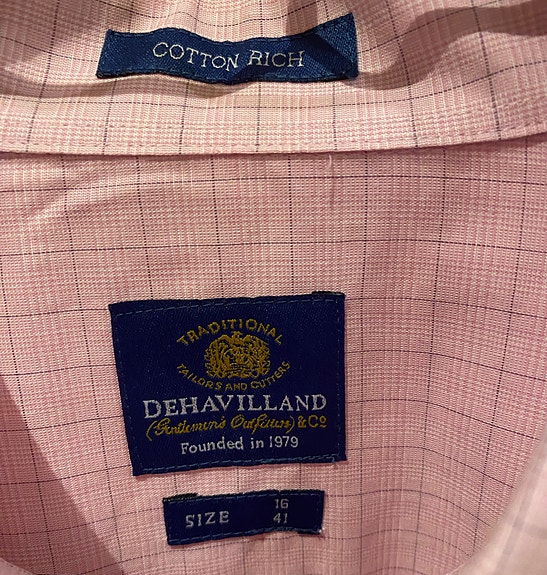 COTTON RICH
TRADITIONAL
TAILORS AND CUTTERS
DEHAVILLAND
(Gentlemen's Outfitters) & Co
Founded in 1979
SIZE 16
41